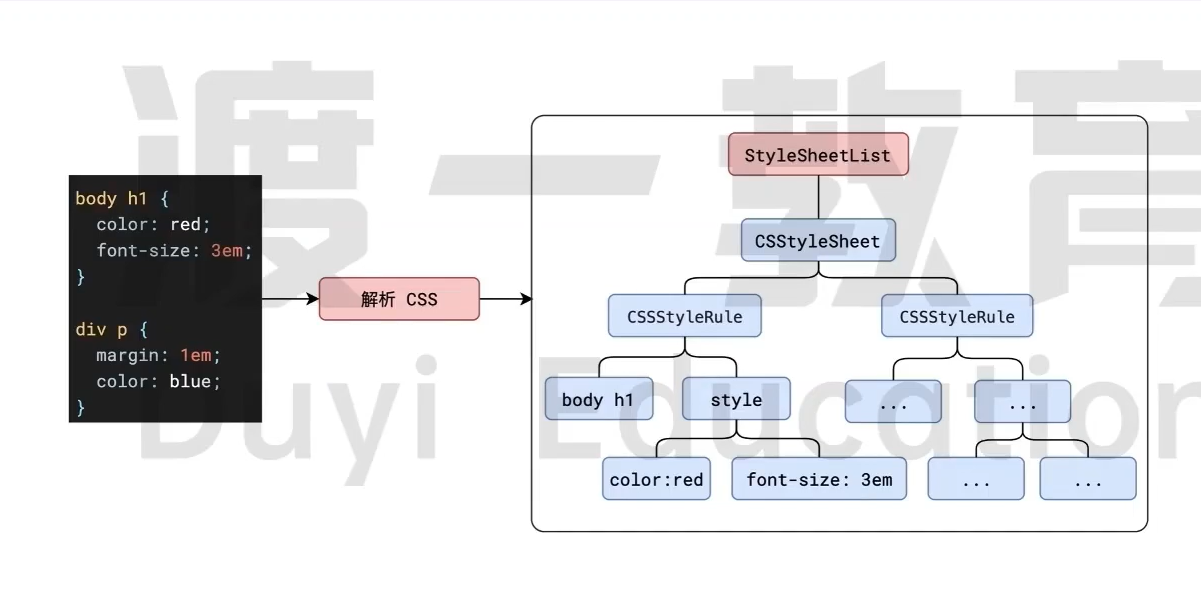 渡一教育
Duyi Education
body h1 {
  color: red;
  font-size: 3em;
}
div p {
  margin: 1em;
  color: blue;
}
解析 CSS
StyleSheetList
CSStyleSheet
CSSStyleRule
CSSStyleRule
body h1
style
...
...
color:red
font-size: 3em
...
...